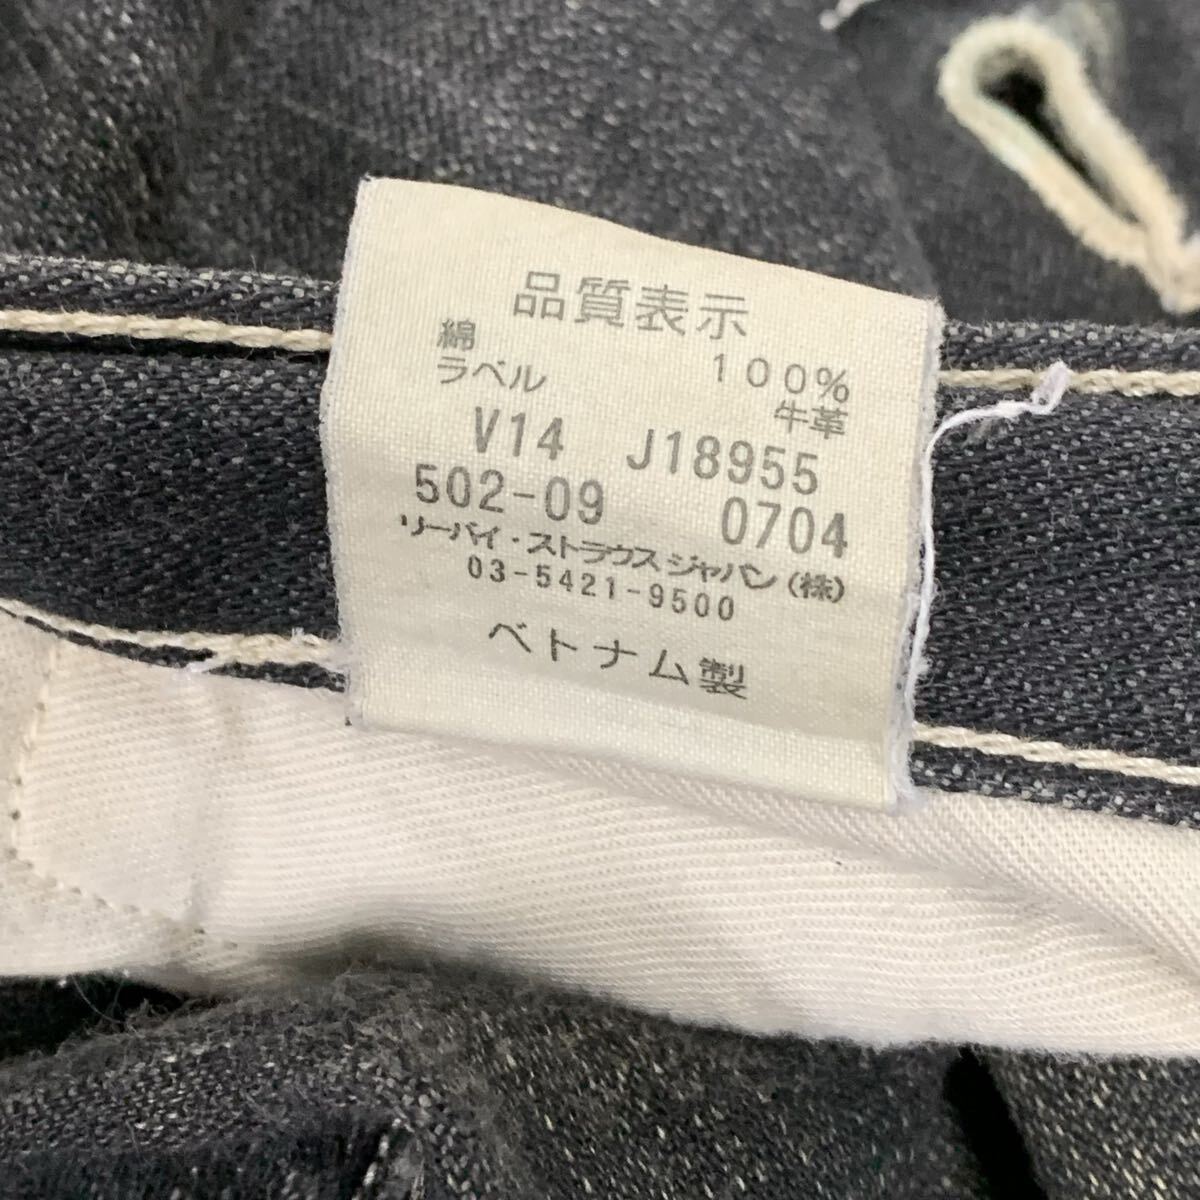 品質表示
綿 100%
ラベル 牛革
V14 J18955
502-09 0704
リーバイ・ストラウス ジャパン(株)
03-5421-9500
ベトナム製